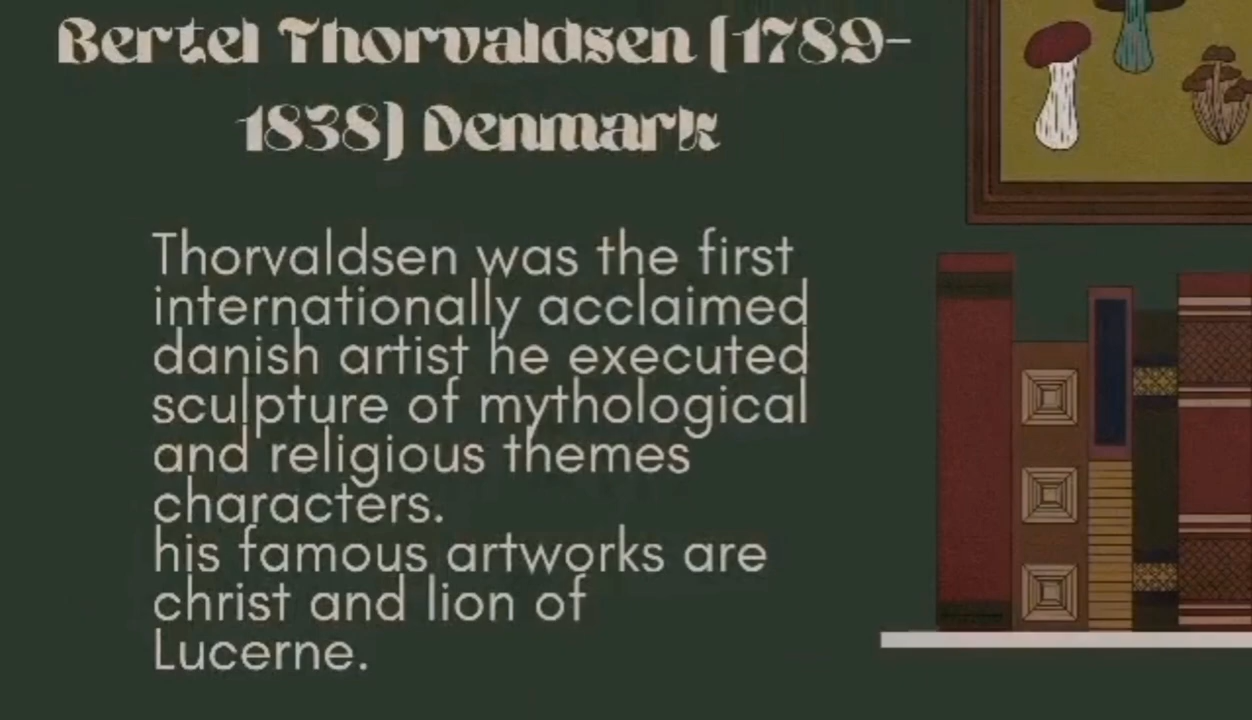 Bertel Thorvaldsen (1789-
1838) Denmark
Thorvaldsen was the first
internationally acclaimed
danish artist he executed
sculpture of mythological
and religious themes
characters.
his famous artworks are
christ and lion of
Lucerne.